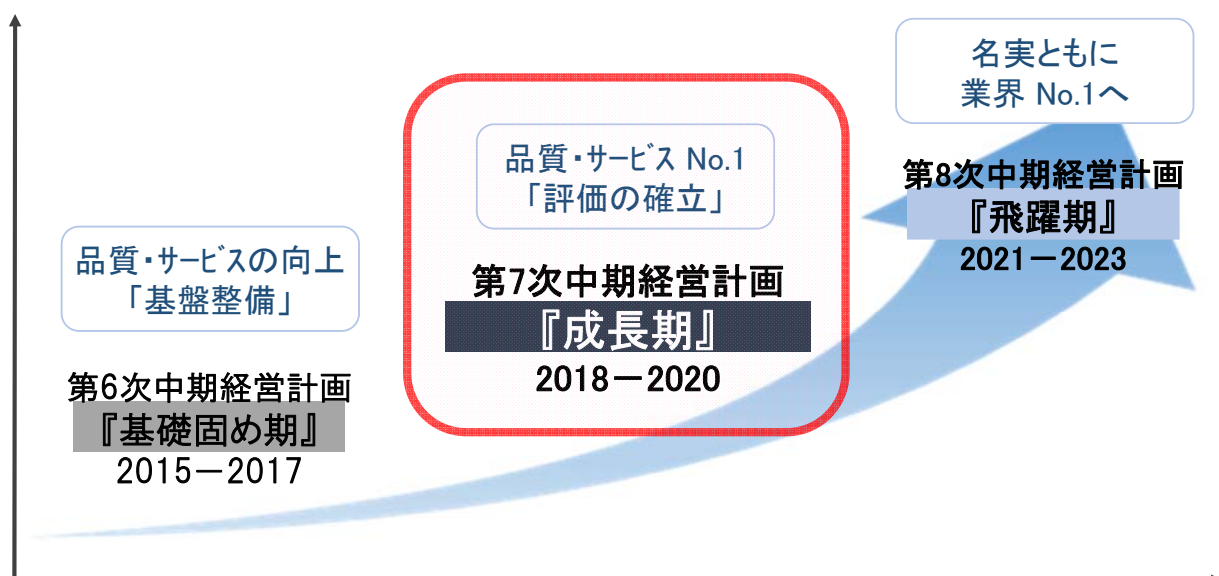 品質・サービスの向上
「基盤整備」
第6次中期経営計画
『基礎固め期』
2015－2017
品質・サービス No.1
「評価の確立」
第7次中期経営計画
『成長期』
2018－2020
名実ともに
業界 No.1へ
第8次中期経営計画
『飛躍期』
2021－2023